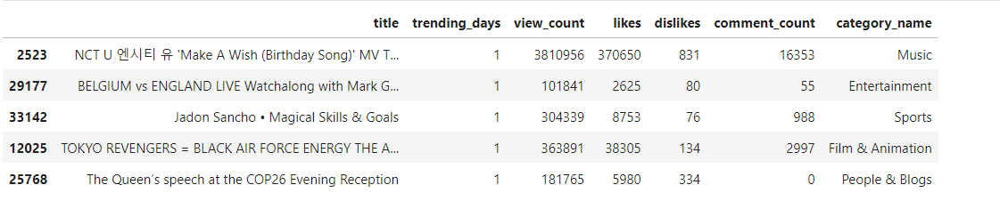 title trending_days view_count likes dislikes comment_count category_name
2523 NCT U 엔시티 유 'Make A Wish (Birthday Song)' MV T... 1 3810956 370650 831 16353 Music
29177 BELGIUM vs ENGLAND LIVE Watchalong with Mark G... 1 101841 2625 80 55 Entertainment
33142 Jadon Sancho • Magical Skills & Goals 1 304339 8753 76 988 Sports
12025 TOKYO REVENGERS = BLACK AIR FORCE ENERGY THE A... 1 363891 38305 134 2997 Film & Animation
25768 The Queen's speech at the COP26 Evening Reception 1 181765 5980 334 0 People & Blogs